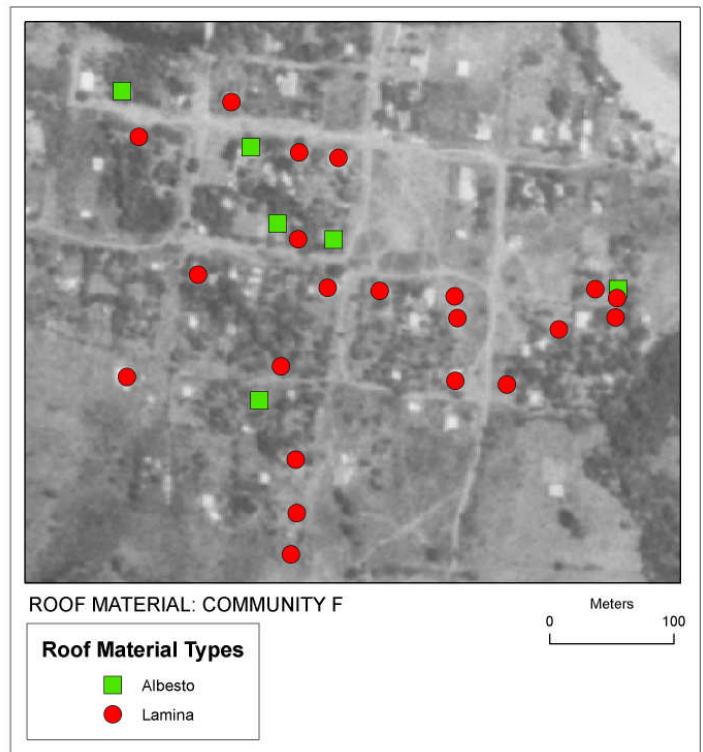 ROOF MATERIAL: COMMUNITY F
Meters
0 100
Roof Material Types
Albesto
Lamina